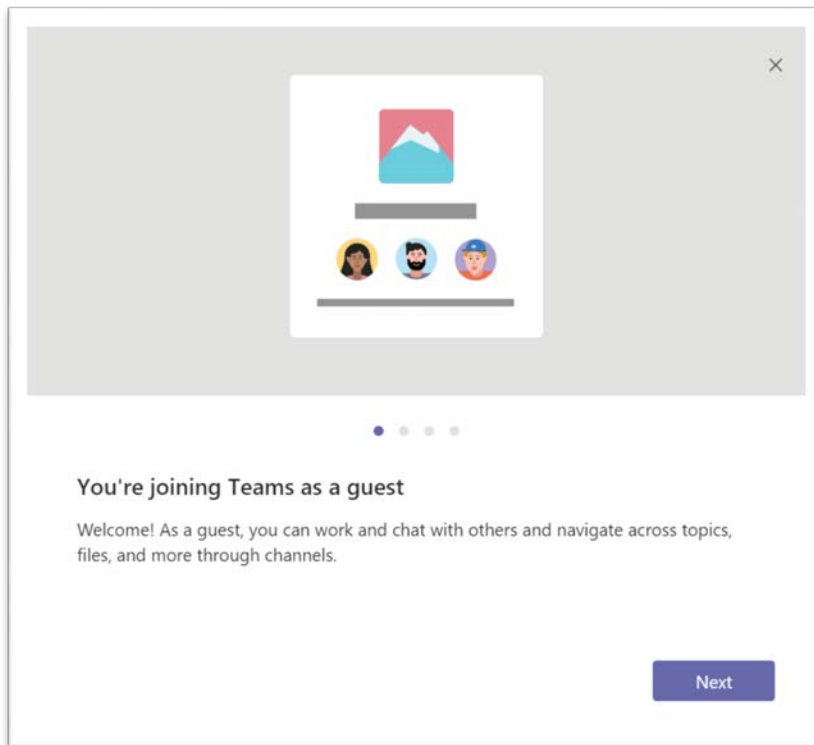 You're joining Teams as a guest
Welcome! As a guest, you can work and chat with others and navigate across topics,
files, and more through channels.
Next